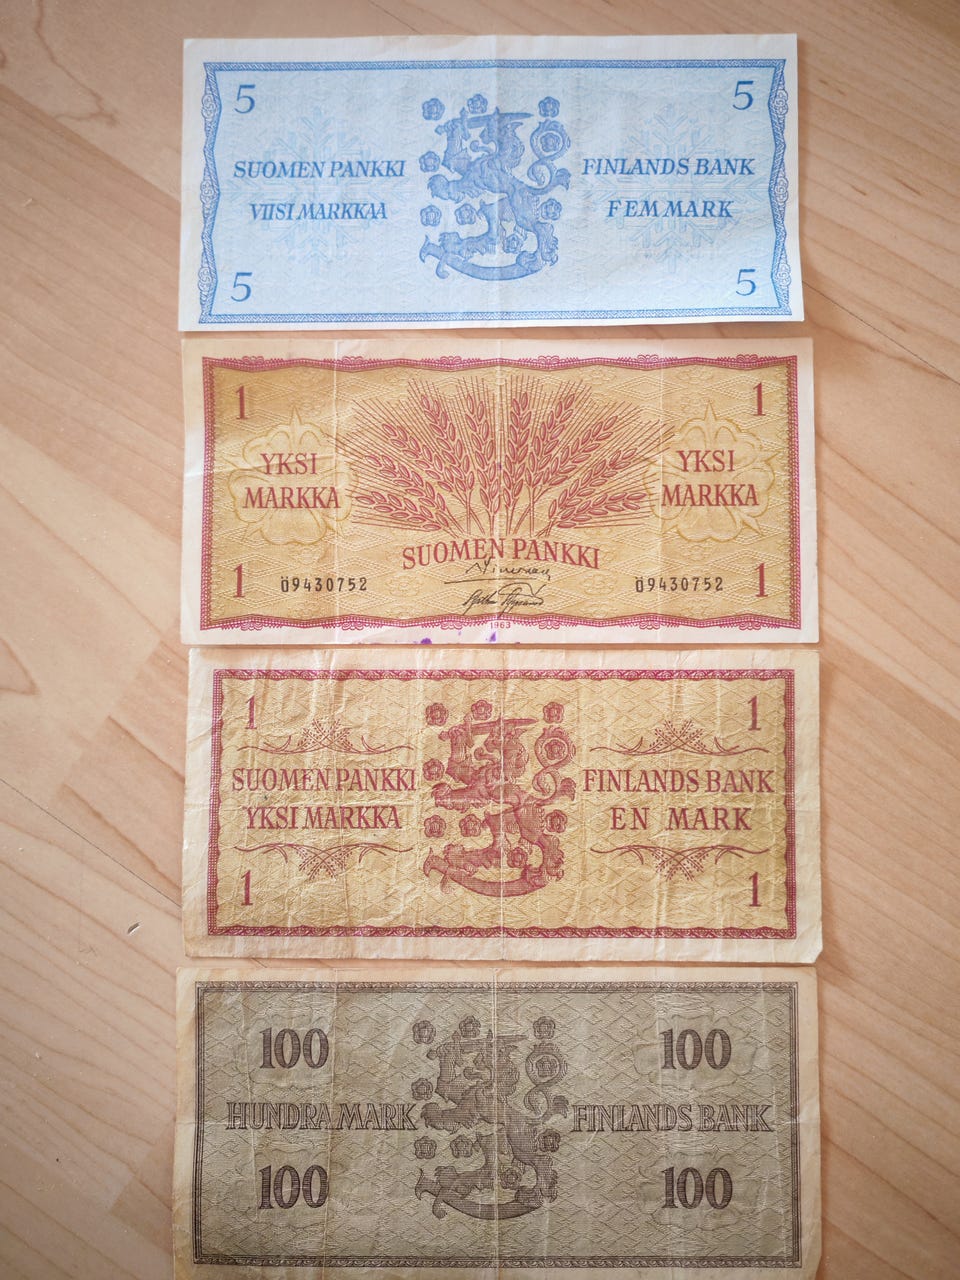 5 5
SUOMEN PANKKI FINLANDS BANK
VIISI MARKKAA FEM MARK
5 5
1 1
YKSI YKSI
MARKKA MARKKA
SUOMEN PANKKI
1 1
Ö9430752 Ö9430752
1963
1 1
SUOMEN PANKKI FINLANDS BANK
YKSI MARKKA EN MARK
1 1
100 100
HUNDRA MARK FINLANDS BANK
100 100